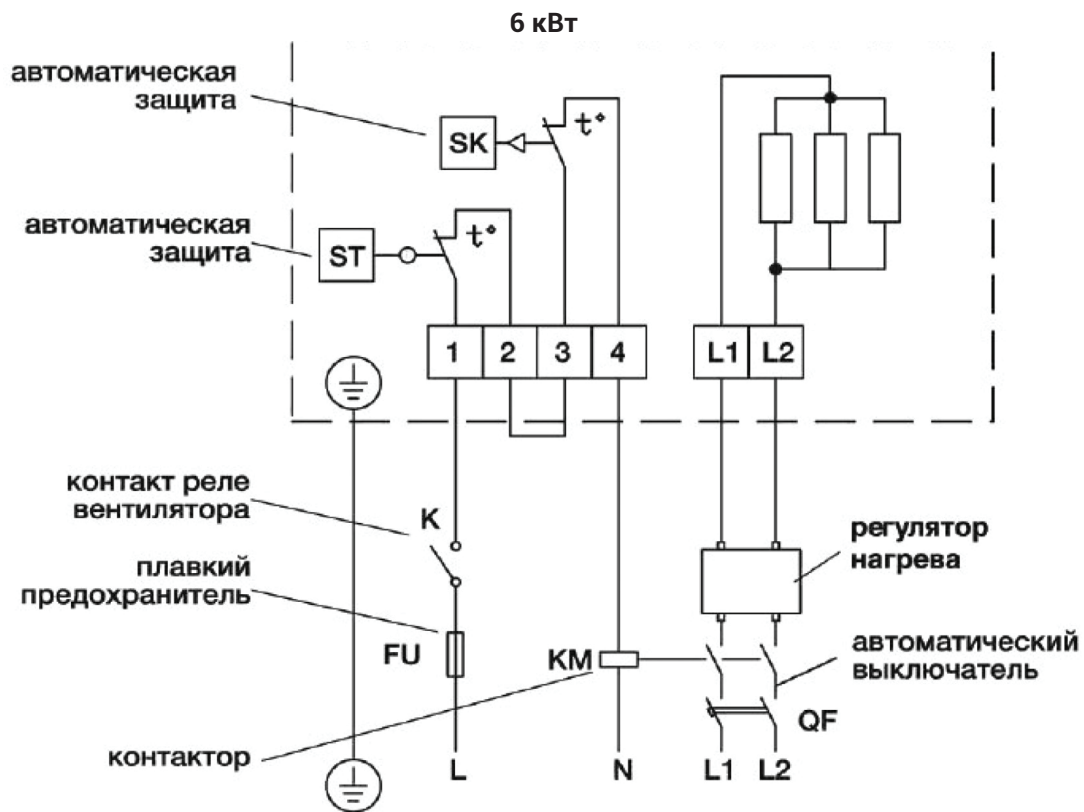 6 кВт
автоматическая
защита
SK
t°
автоматическая
защита
ST
t°
1 2 3 4 L1 L2
контакт реле
вентилятора
K
регулятор
нагрева
плавкий
предохранитель
FU
KM
автоматический
выключатель
QF
контактор
L N L1 L2